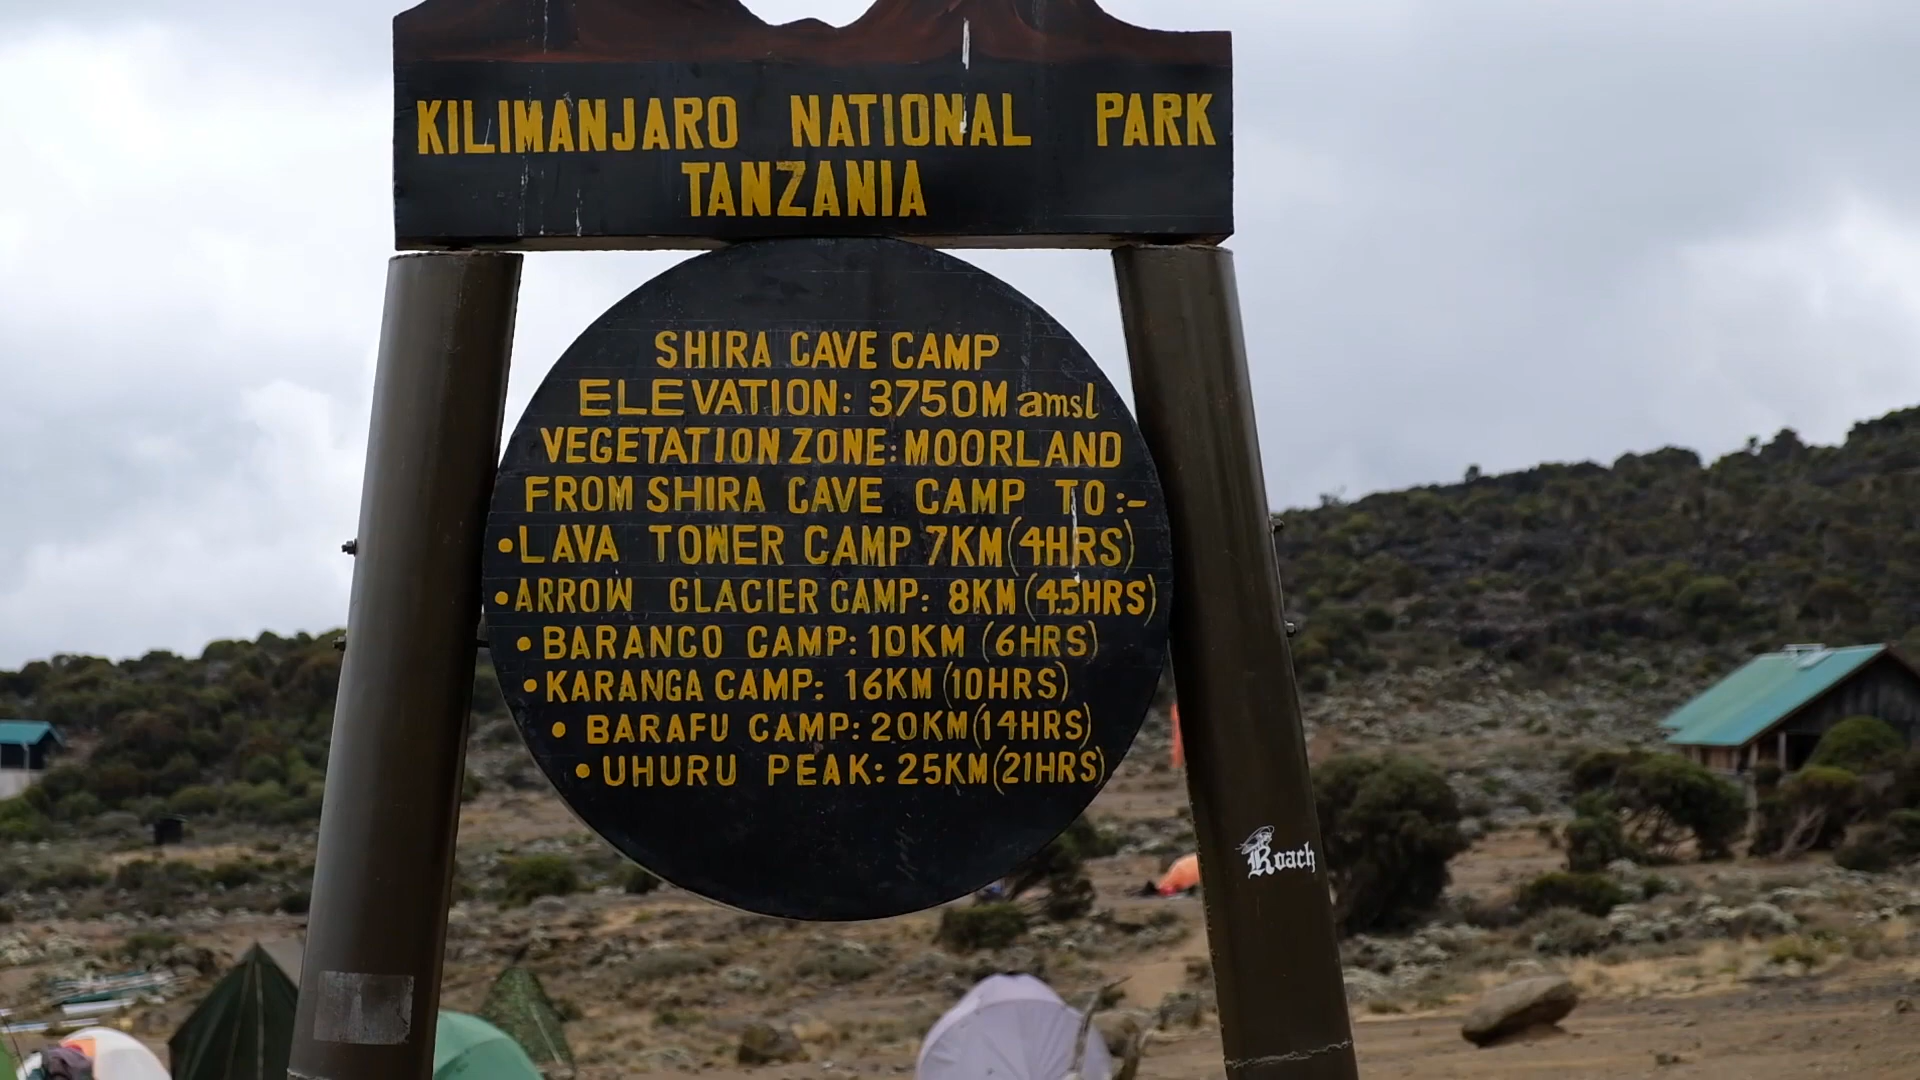 KILIMANJARO NATIONAL PARK
TANZANIA
SHIRA CAVE CAMP
ELEVATION: 3750M amsl
VEGETATION ZONE: MOORLAND
FROM SHIRA CAVE CAMP TO:-
•LAVA TOWER CAMP 7KM (4HRS)
•ARROW GLACIER CAMP: 8KM (45HRS)
•BARANCO CAMP: 10KM (6HRS)
•KARANGA CAMP: 16KM (10HRS)
•BARAFU CAMP: 20KM (14HRS)
•UHURU PEAK: 25KM (21HRS)
Roach